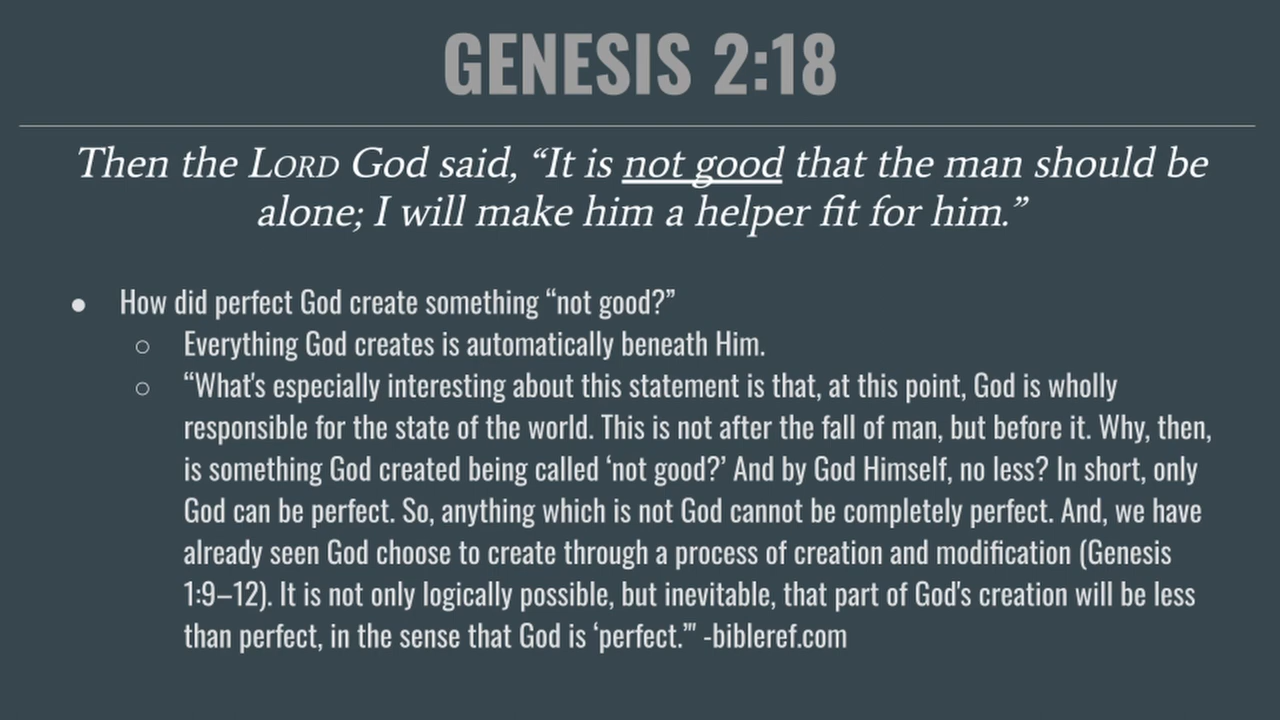 GENESIS 2:18
Then the LORD God said, “It is not good that the man should be
alone; I will make him a helper fit for him.”
● How did perfect God create something “not good?”
○ Everything God creates is automatically beneath Him.
○ “What's especially interesting about this statement is that, at this point, God is wholly
responsible for the state of the world. This is not after the fall of man, but before it. Why, then,
is something God created being called ‘not good?’ And by God Himself, no less? In short, only
God can be perfect. So, anything which is not God cannot be completely perfect. And, we have
already seen God choose to create through a process of creation and modification (Genesis
1:9–12). It is not only logically possible, but inevitable, that part of God's creation will be less
than perfect, in the sense that God is ‘perfect.’" -bibleref.com